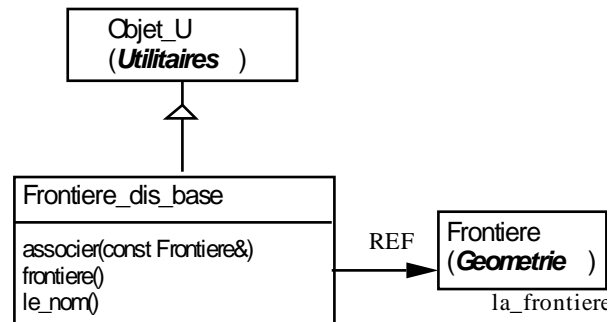 Objet_U
(Utilitaires )
Frontiere_dis_base
associer(const Frontiere&)
frontiere()
le_nom()
REF
Frontiere
(Geometrie )
la_frontiere